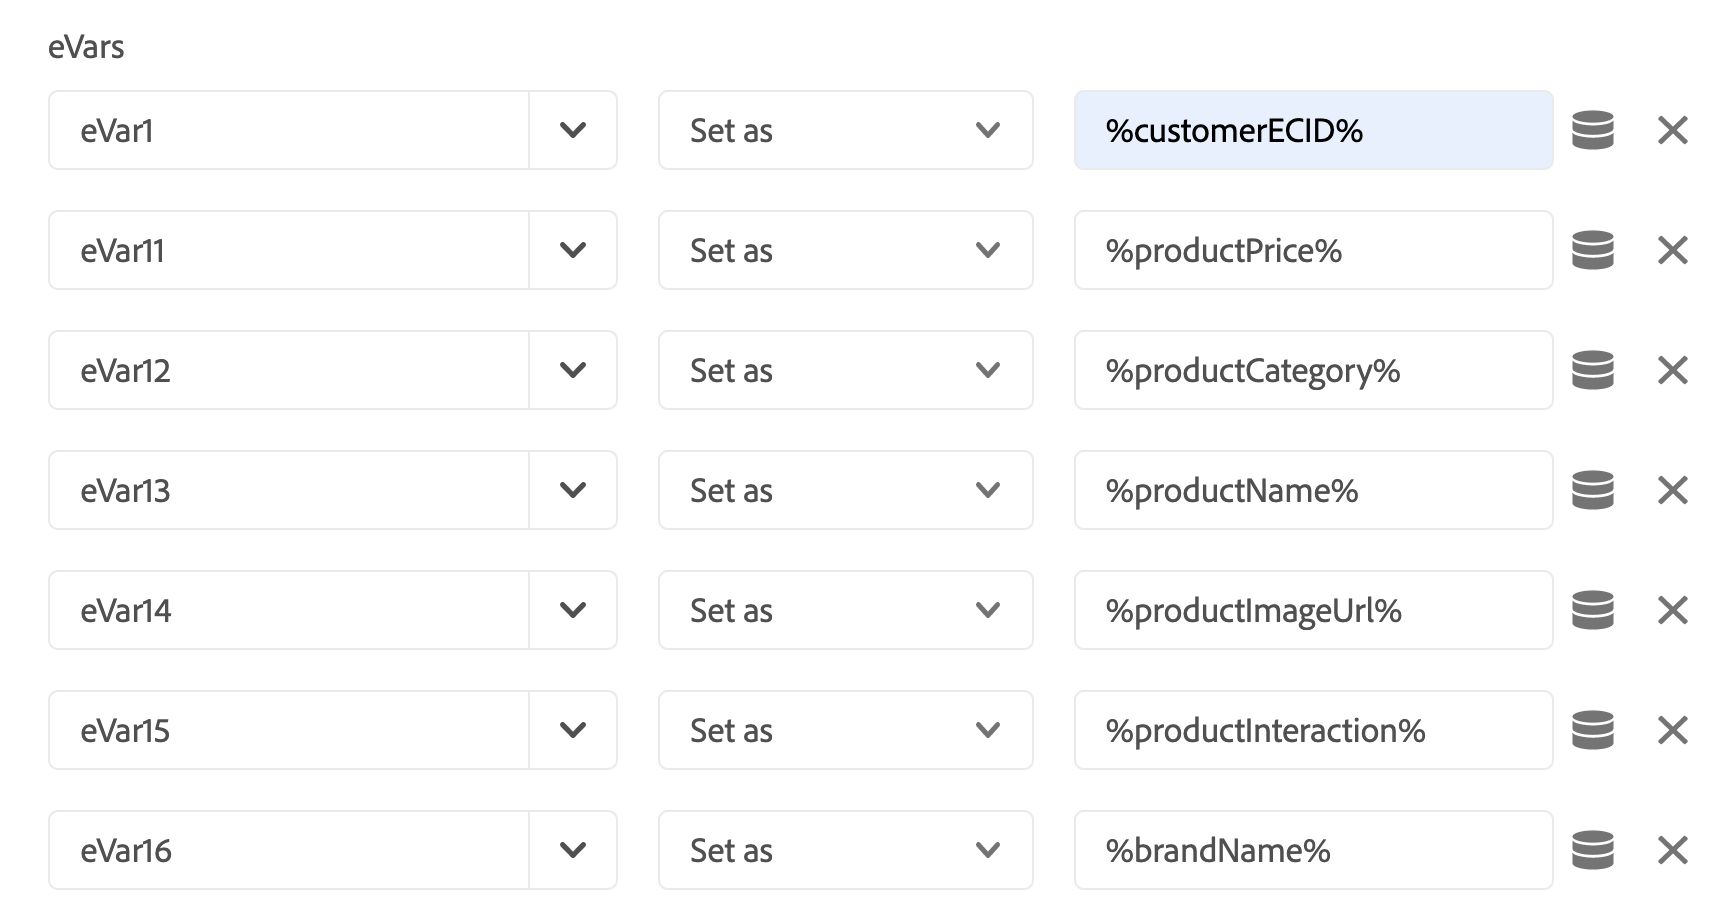 eVars
eVar1 Set as %customerECID%
eVar11 Set as %productPrice%
eVar12 Set as %productCategory%
eVar13 Set as %productName%
eVar14 Set as %productImageUrl%
eVar15 Set as %productInteraction%
eVar16 Set as %brandName%